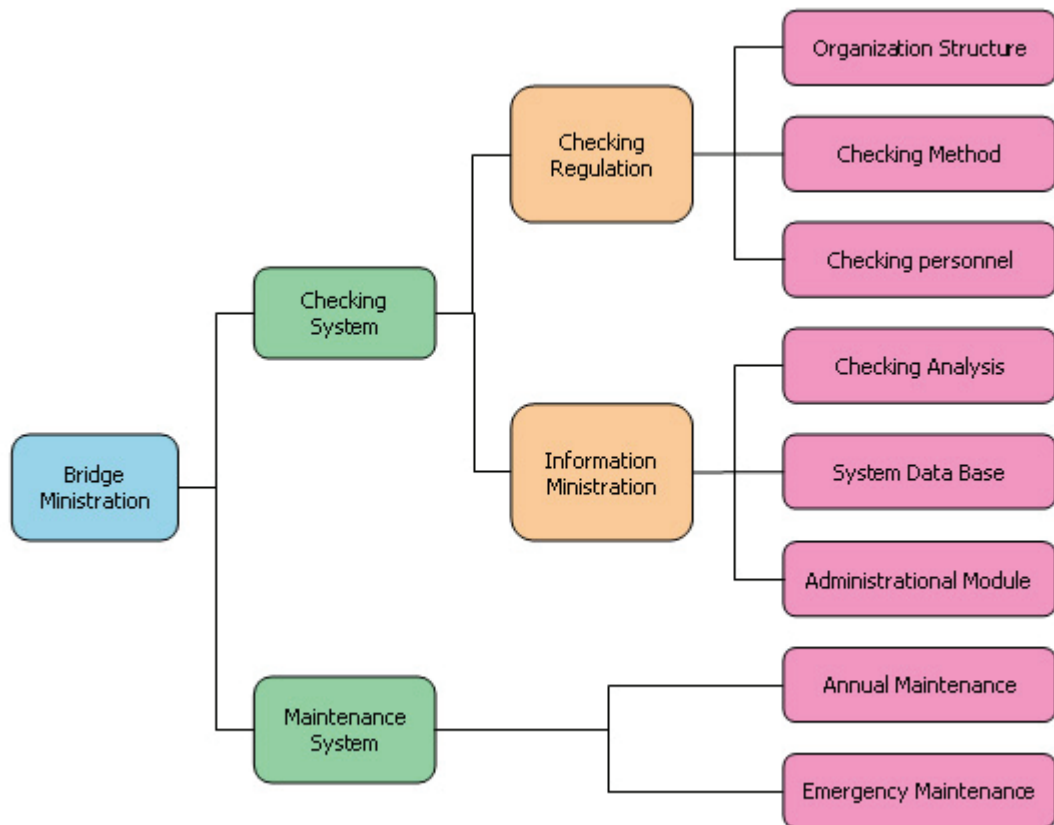 Organization Structure
Checking
Regulation
Checking Method
Checking personnel
Checking
System
Checking Analysis
Bridge
Ministration
Information
Ministration
System Data Base
Administrational Module
Maintenance
System
Annual Maintenance
Emergency Maintenance